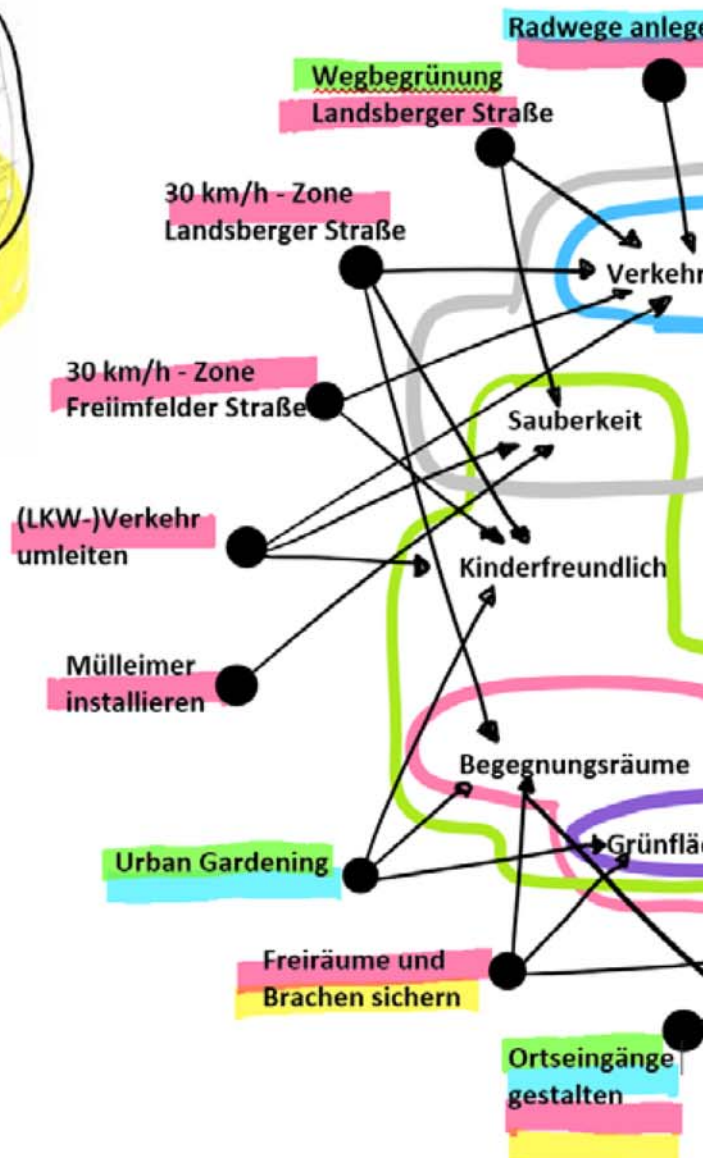 Radwege anlege
Wegbegrünung
Landsberger Straße
30 km/h - Zone
Landsberger Straße
Verkehr
30 km/h - Zone
Freiimfelder Straße
Sauberkeit
(LKW-)Verkehr
umleiten
Kinderfreundlich
Mülleimer
installieren
Begegnungsräume
Grünflä
Urban Gardening
Freiräume und
Brachen sichern
Ortseingänge
gestalten